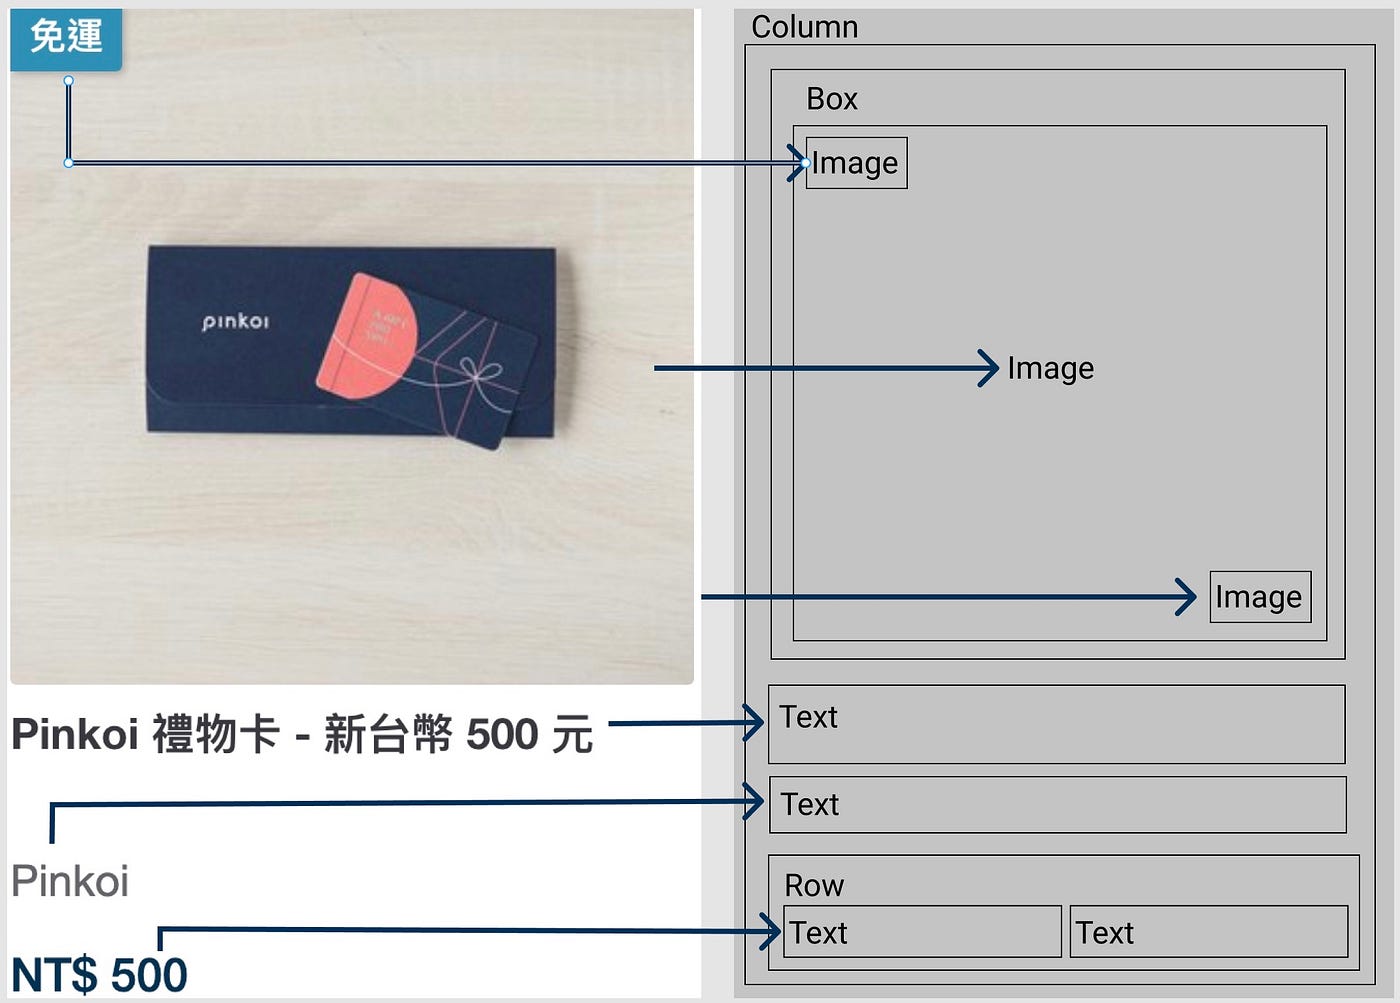 免運
pinkoi
Pinkoi 禮物卡 - 新台幣 500 元
Pinkoi
NT$ 500
Column
Box
Image
Image
Image
Text
Text
Row
Text
Text